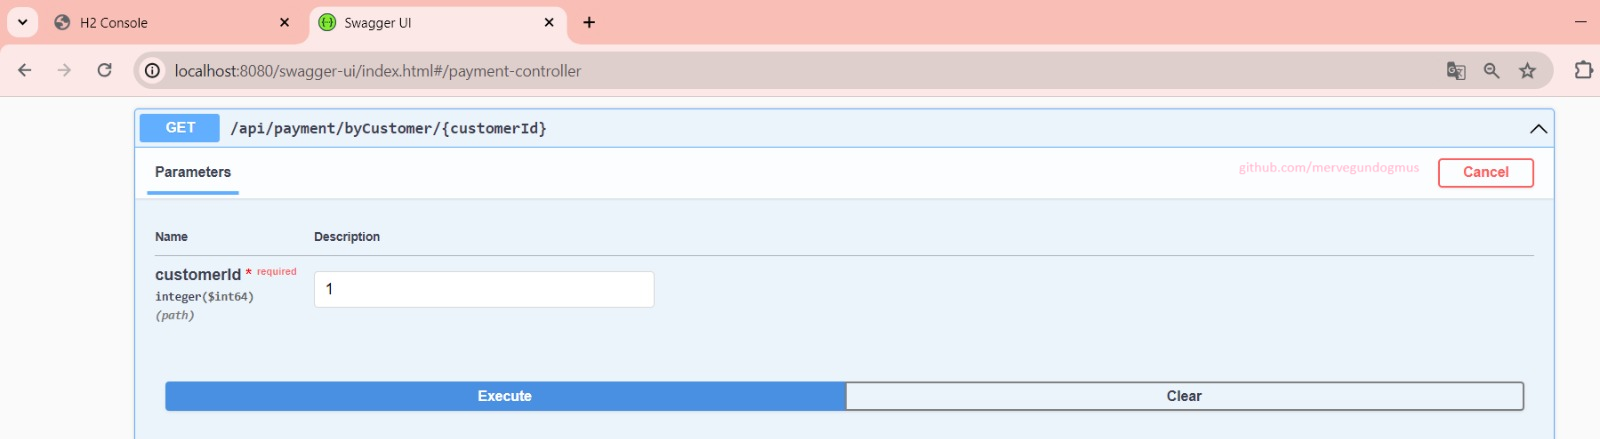 H2 Console
Swagger UI
localhost:8080/swagger-ui/index.html#/payment-controller
GET /api/payment/byCustomer/{customerId}
Parameters
github.com/mervegundogmus
Cancel
Name Description
customerId * required
integer($int64)
(path)
1
Execute
Clear